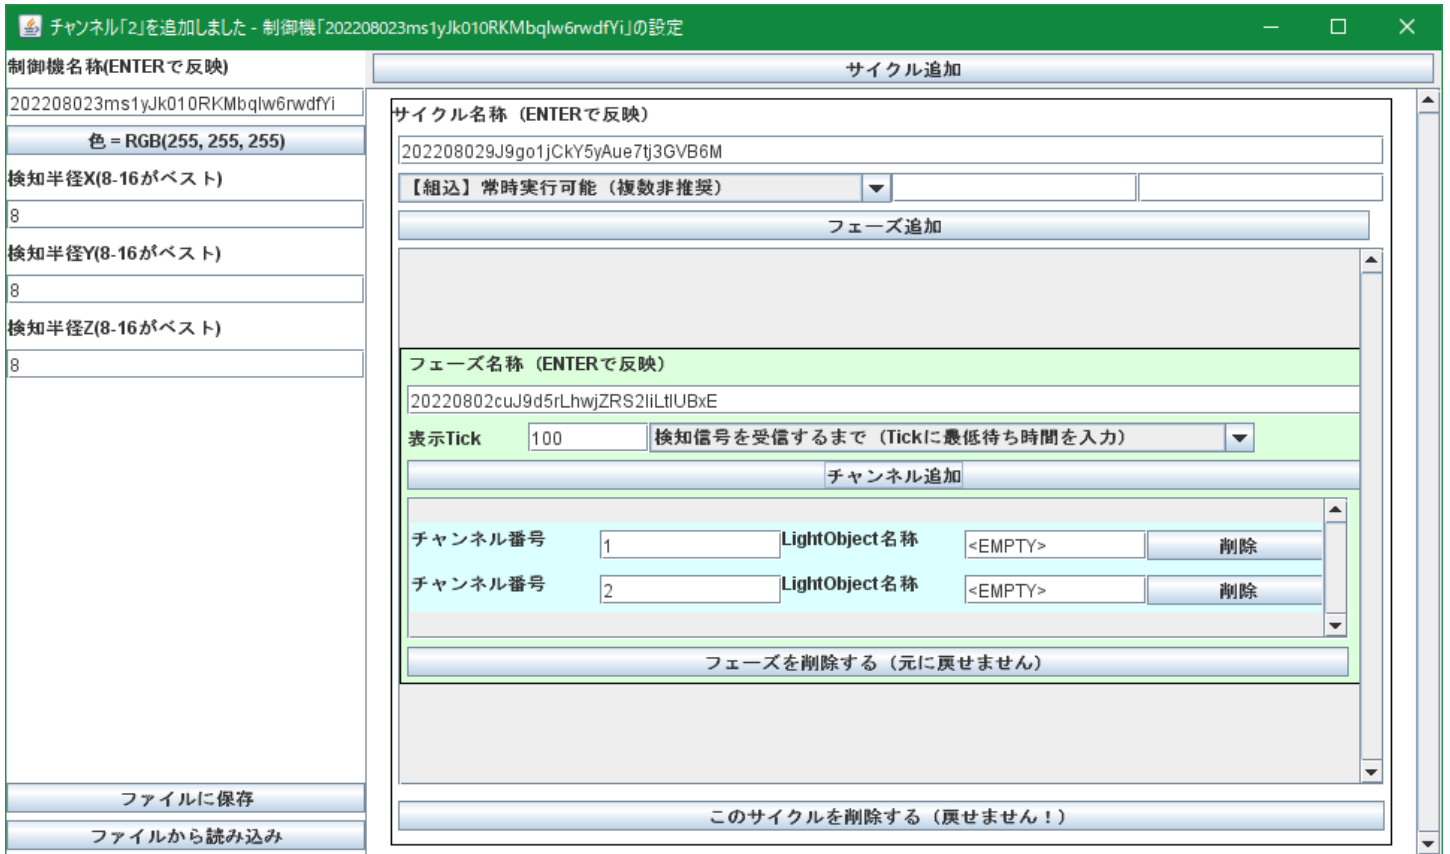 チャンネル「2」を追加しました - 制御機「202208023ms1yJk010RKMbqlw6rwdfYi」の設定
制御機名称(ENTERで反映)
202208023ms1yJk010RKMbqlw6rwdfYi
色 = RGB(255, 255, 255)
検知半径X(8-16がベスト)
8
検知半径Y(8-16がベスト)
8
検知半径Z(8-16がベスト)
8
ファイルに保存
ファイルから読み込み
サイクル追加
サイクル名称（ENTERで反映）
202208029J9go1jCkY5yAue7tj3GVB6M
【組込】常時実行可能（複数非推奨）
フェーズ追加
フェーズ名称（ENTERで反映）
20220802cuJ9d5rLhwjZRS2IiLtlUBxE
表示Tick 100 検知信号を受信するまで（Tickに最低待ち時間を入力）
チャンネル追加
チャンネル番号 1 LightObject名称 <EMPTY> 削除
チャンネル番号 2 LightObject名称 <EMPTY> 削除
フェーズを削除する（元に戻せません）
このサイクルを削除する（戻せません！）